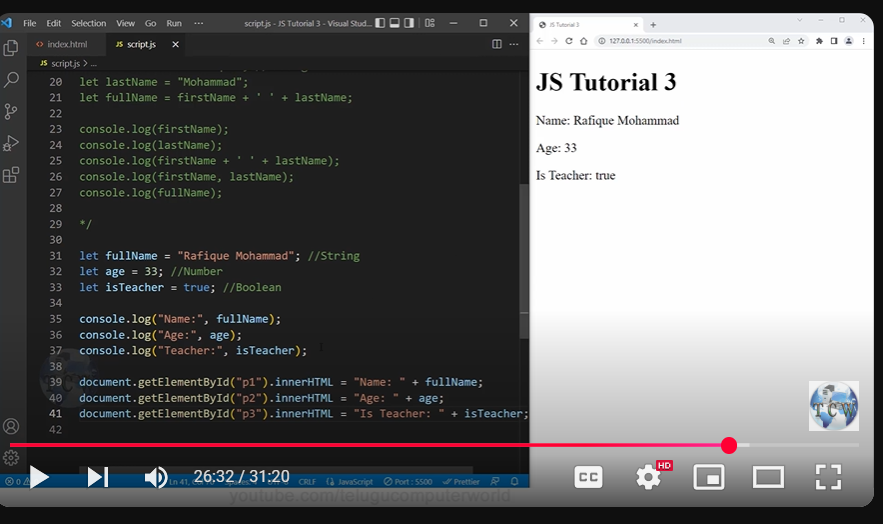 File Edit Selection View Go Run ··· script.js - JS Tutorial 3 - Visual Stud...
index.html
JS script.js ×
JS script.js > ...
20 let lastName = "Mohammad";
21 let fullName = firstName + ' ' + lastName;
22
23 console.log(firstName);
24 console.log(lastName);
25 console.log(firstName + ' ' + lastName);
26 console.log(firstName, lastName);
27 console.log(fullName);
28
29 */
30
31 let fullName = "Rafique Mohammad"; //String
32 let age = 33; //Number
33 let isTeacher = true; //Boolean
34
35 console.log("Name:", fullName);
36 console.log("Age:", age);
37 console.log("Teacher:", isTeacher);
38
39 document.getElementById("p1").innerHTML = "Name: " + fullName;
40 document.getElementById("p2").innerHTML = "Age: " + age;
41 document.getElementById("p3").innerHTML = "Is Teacher: " + isTeacher;
42
JS Tutorial 3
127.0.0.1:5500/index.html
JS Tutorial 3
Name: Rafique Mohammad
Age: 33
Is Teacher: true
TCW
26:32 / 31:20
CC
HD
Ln 41, CRLF JavaScript Port : 5500 Prettier
youtube.com/telugucomputerworld